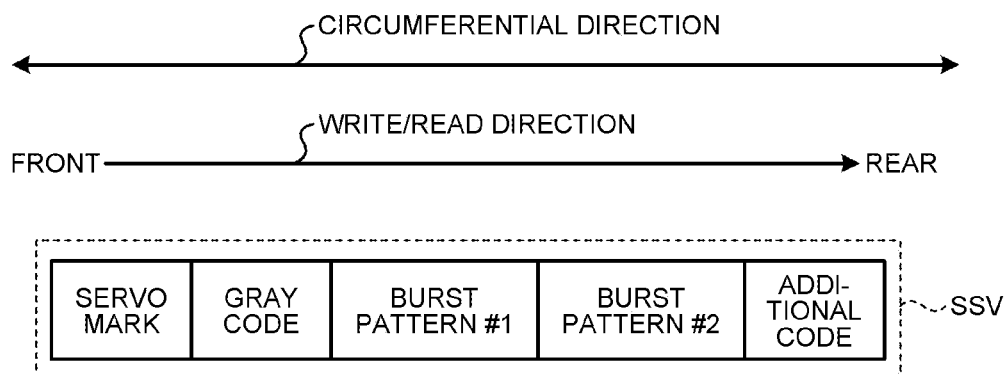 CIRCUMFERENTIAL DIRECTION
WRITE/READ DIRECTION
FRONT
REAR
SERVO
MARK
GRAY
CODE
BURST
PATTERN #1
BURST
PATTERN #2
ADDI-
TIONAL
CODE
SSV